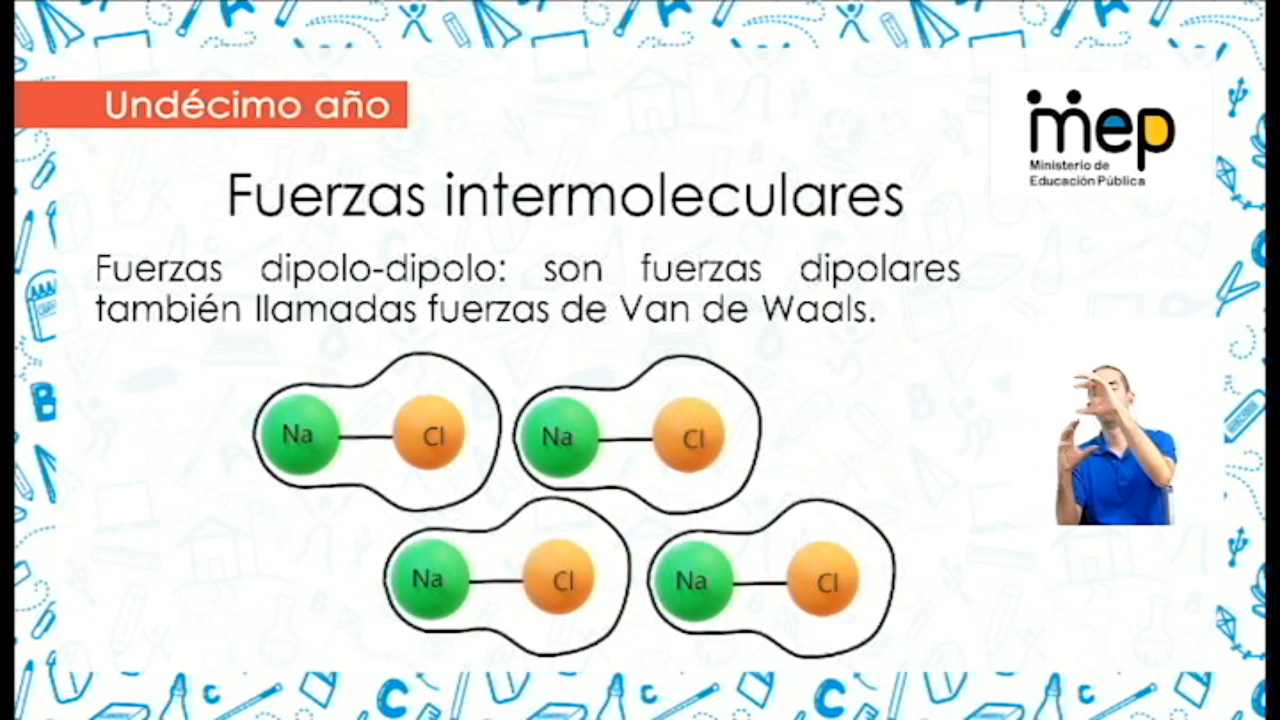 Undécimo año
mep
Ministerio de
Educación Pública
Fuerzas intermoleculares
Fuerzas dipolo-dipolo: son fuerzas dipolares
también llamadas fuerzas de Van de Waals.
Na Cl Na Cl
Na Cl Na Cl